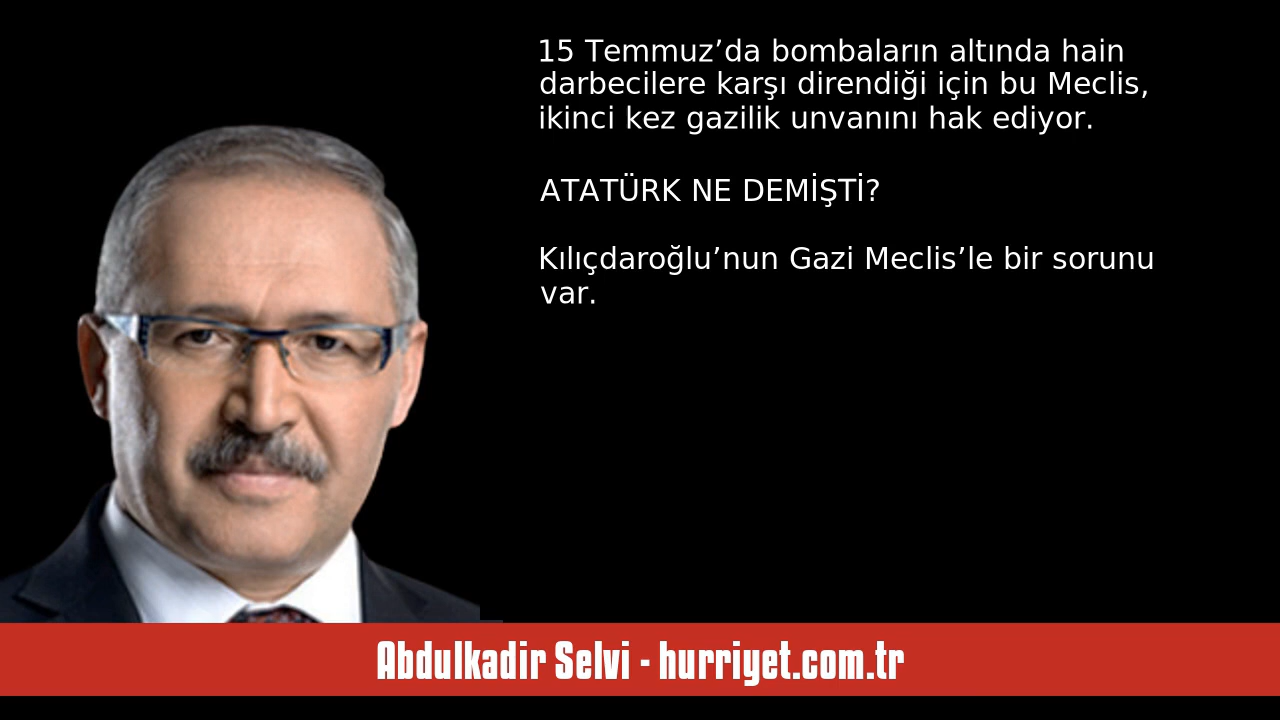 15 Temmuz’da bombaların altında hain
darbecilere karşı direndiği için bu Meclis,
ikinci kez gazilik unvanını hak ediyor.
ATATÜRK NE DEMİŞTİ?
Kılıçdaroğlu’nun Gazi Meclis’le bir sorunu
var.
Abdulkadir Selvi - hurriyet.com.tr